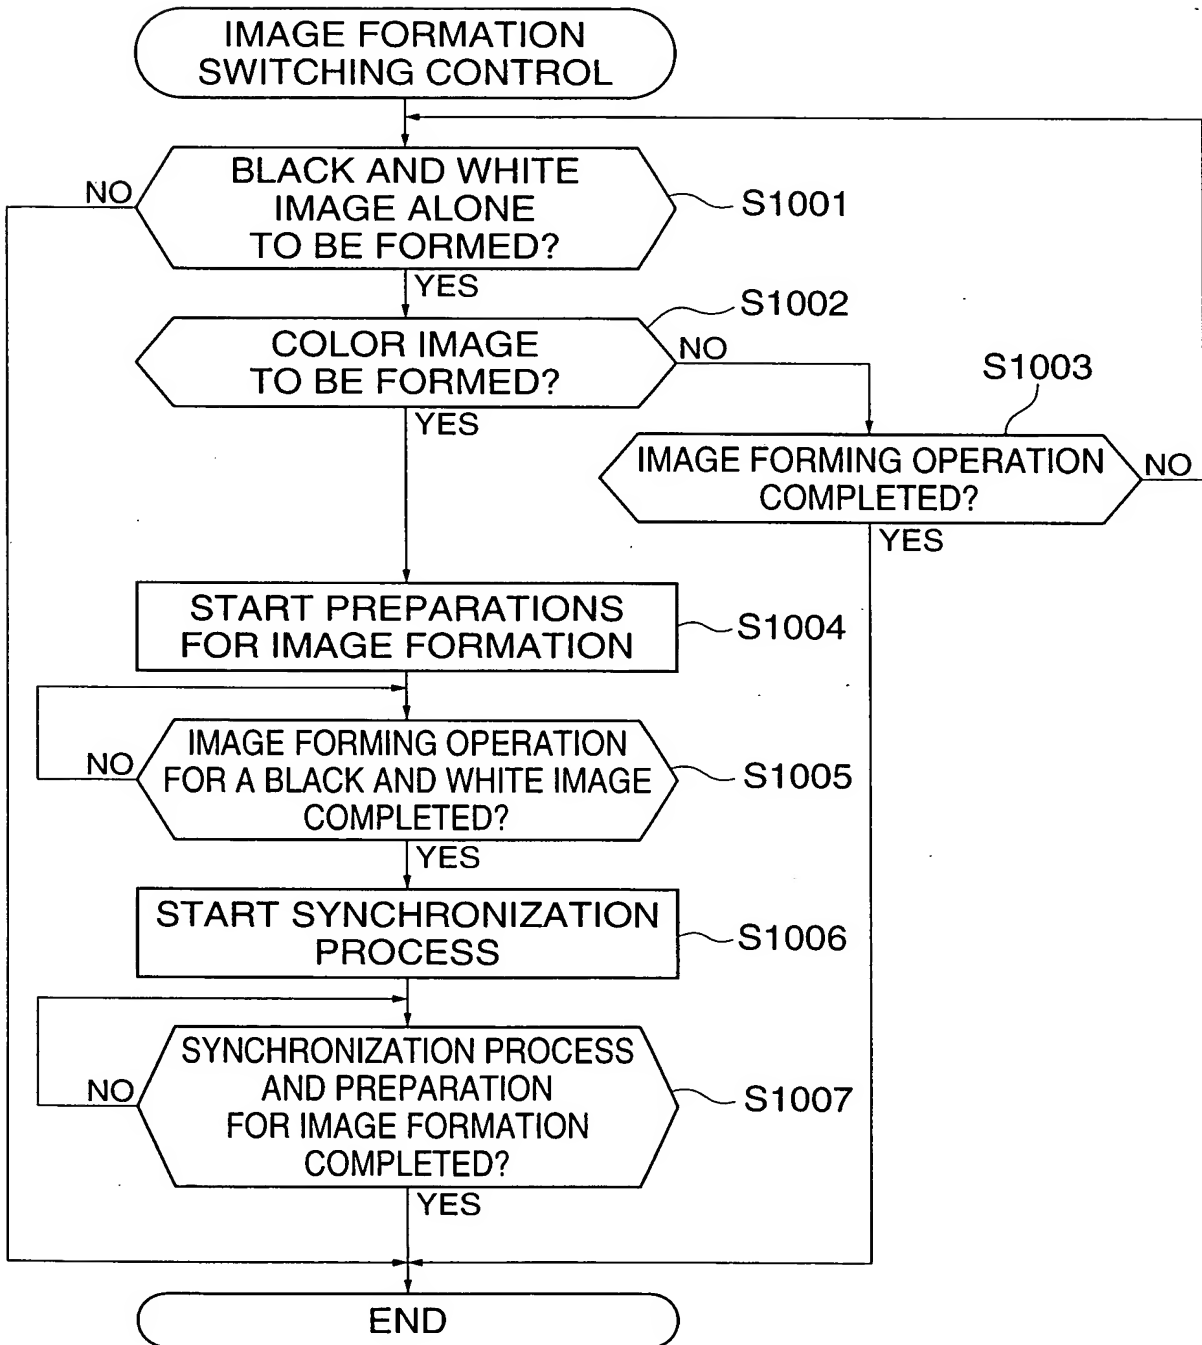 IMAGE FORMATION
SWITCHING CONTROL
NO
BLACK AND WHITE
IMAGE ALONE
TO BE FORMED?
S1001
YES
S1002
COLOR IMAGE
TO BE FORMED?
NO
YES
S1003
IMAGE FORMING OPERATION
COMPLETED?
NO
YES
START PREPARATIONS
FOR IMAGE FORMATION
S1004
IMAGE FORMING OPERATION
FOR A BLACK AND WHITE IMAGE
COMPLETED?
NO
S1005
YES
START SYNCHRONIZATION
PROCESS
S1006
SYNCHRONIZATION PROCESS
AND PREPARATION
FOR IMAGE FORMATION
COMPLETED?
NO
S1007
YES
END